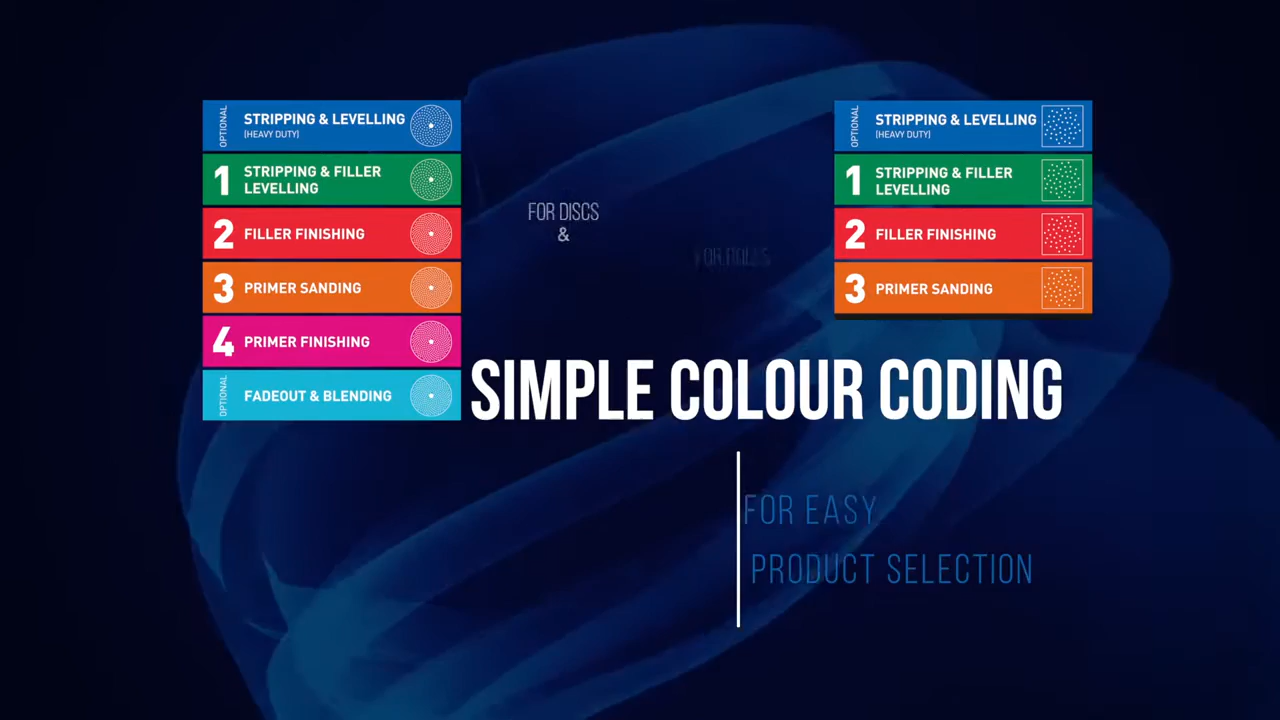 OPTIONAL
STRIPPING & LEVELLING
(HEAVY DUTY)
1
STRIPPING & FILLER
LEVELLING
2
FILLER FINISHING
3
PRIMER SANDING
4
PRIMER FINISHING
OPTIONAL
FADEOUT & BLENDING
FOR DISCS
&
FOR ROLLS
OPTIONAL
STRIPPING & LEVELLING
(HEAVY DUTY)
1
STRIPPING & FILLER
LEVELLING
2
FILLER FINISHING
3
PRIMER SANDING
SIMPLE COLOUR CODING
FOR EASY
PRODUCT SELECTION